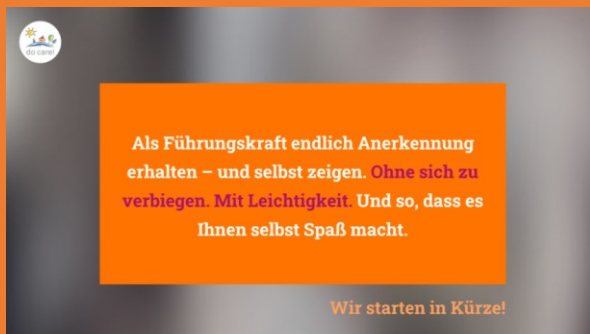 do care!
Als Führungskraft endlich Anerkennung
erhalten – und selbst zeigen. Ohne sich zu
verbiegen. Mit Leichtigkeit. Und so, dass es
Ihnen selbst Spaß macht.
Wir starten in Kürze!